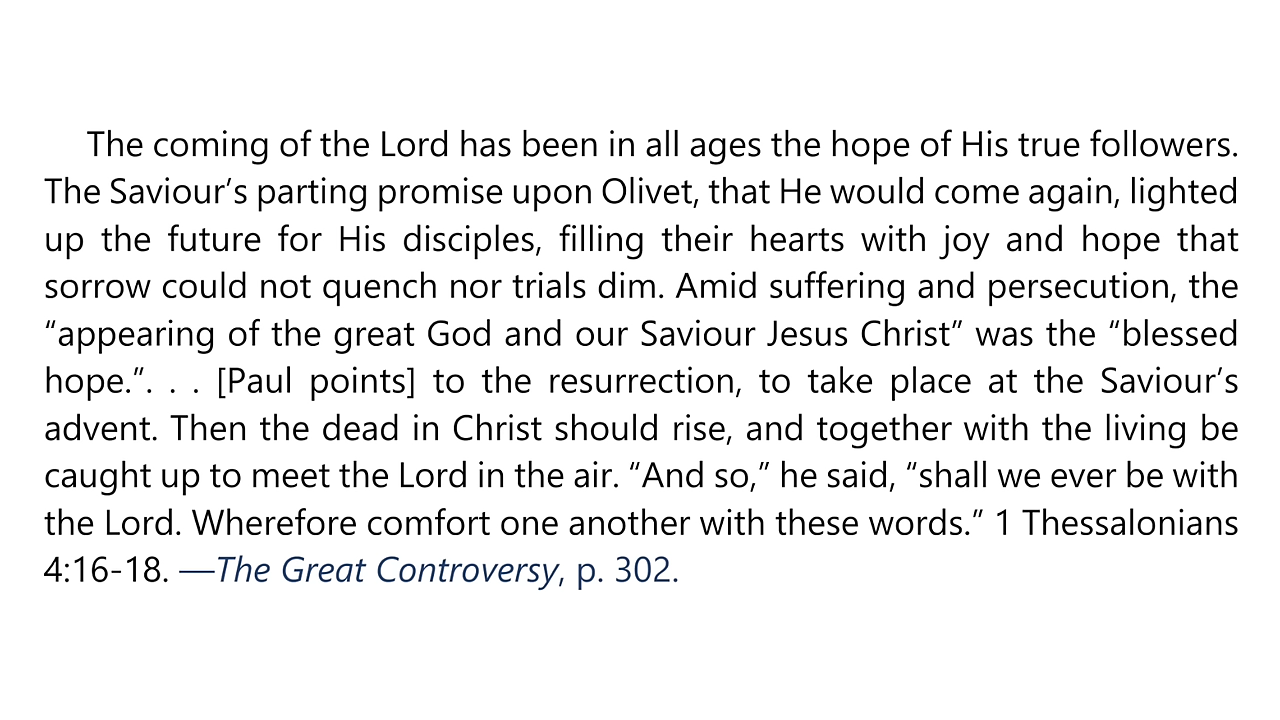 The coming of the Lord has been in all ages the hope of His true followers.
The Saviour’s parting promise upon Olivet, that He would come again, lighted
up the future for His disciples, filling their hearts with joy and hope that
sorrow could not quench nor trials dim. Amid suffering and persecution, the
“appearing of the great God and our Saviour Jesus Christ” was the “blessed
hope.”. . . [Paul points] to the resurrection, to take place at the Saviour’s
advent. Then the dead in Christ should rise, and together with the living be
caught up to meet the Lord in the air. “And so,” he said, “shall we ever be with
the Lord. Wherefore comfort one another with these words.” 1 Thessalonians
4:16-18. —The Great Controversy, p. 302.